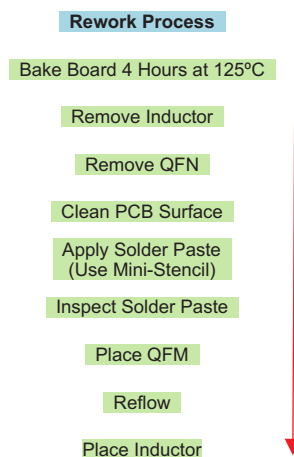 Rework Process
Bake Board 4 Hours at 125ºC
Remove Inductor
Remove QFN
Clean PCB Surface
Apply Solder Paste
(Use Mini-Stencil)
Inspect Solder Paste
Place QFM
Reflow
Place Inductor